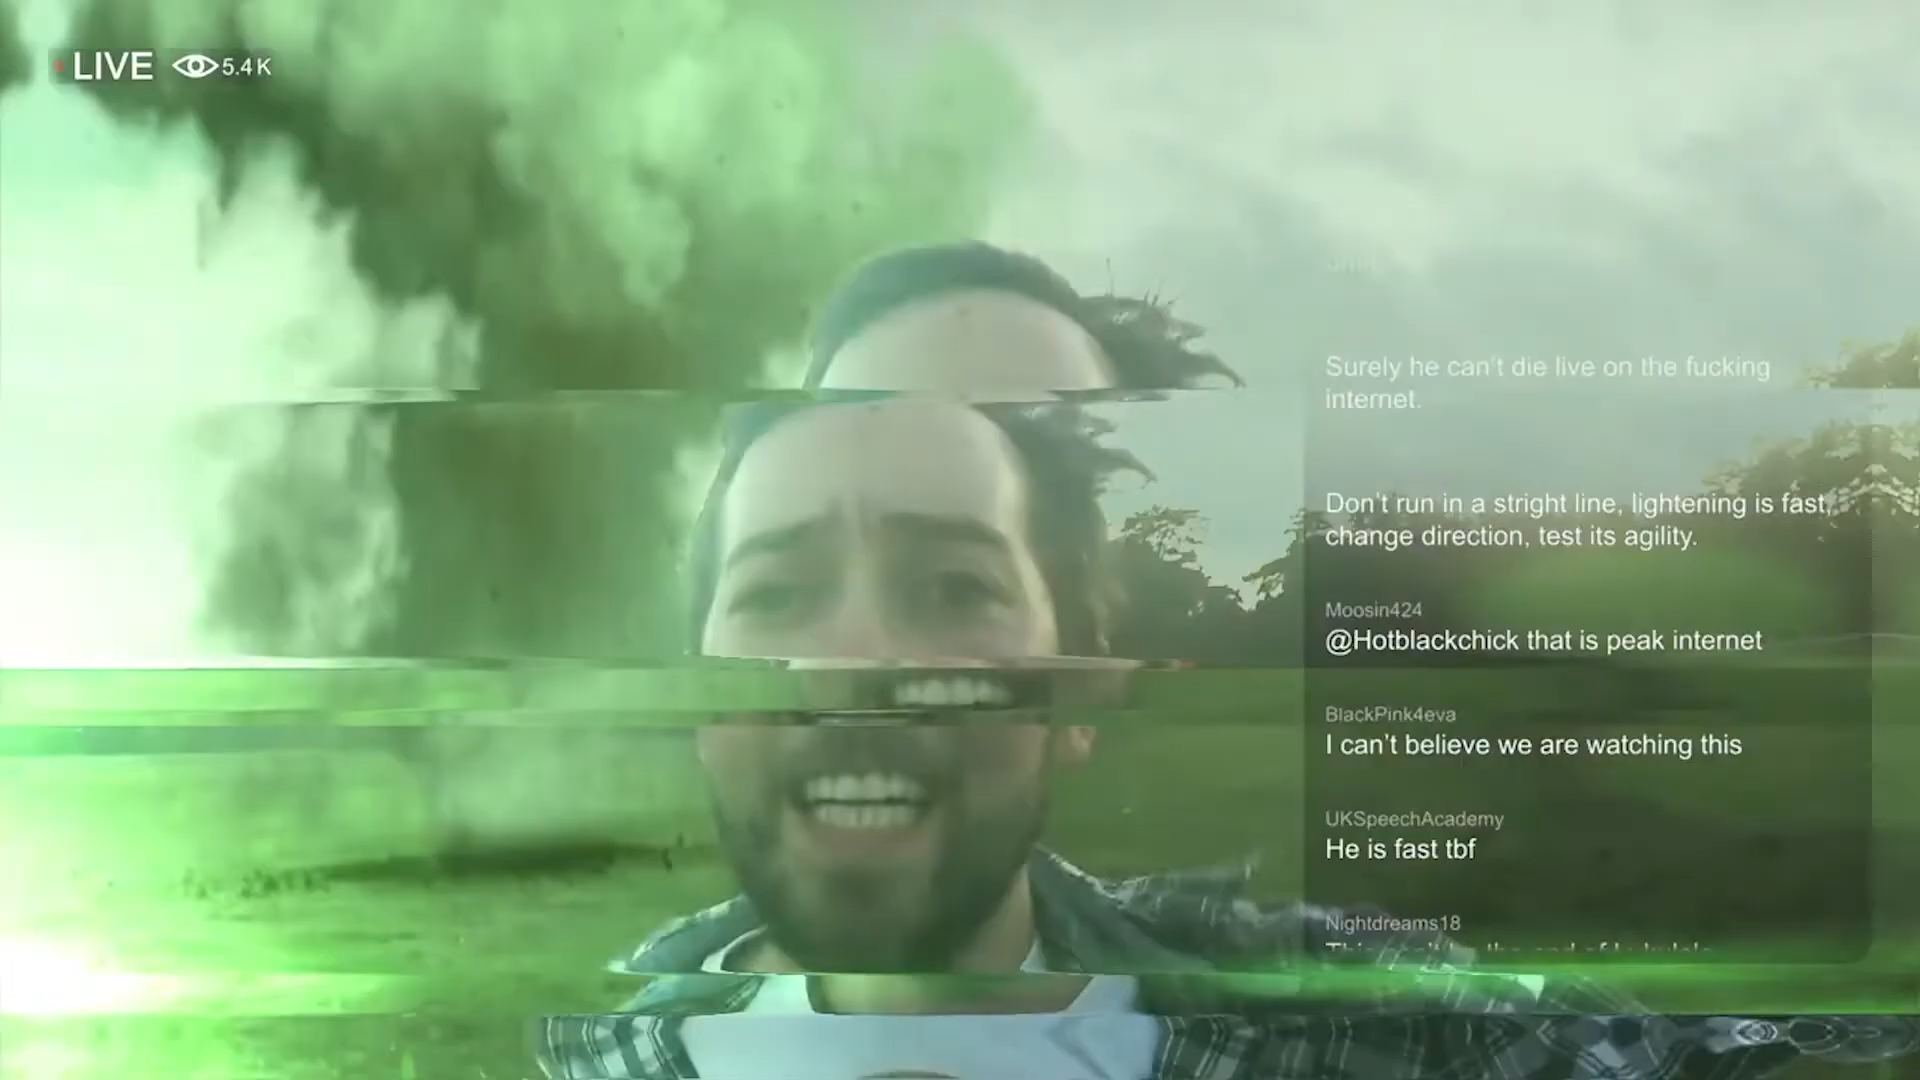 LIVE 5.4K
Surely he can't die live on the fucking
internet.
Don't run in a stright line, lightening is fast,
change direction, test its agility.
Moosin424
@Hotblackchick that is peak internet
BlackPink4eva
I can't believe we are watching this
UKSpeechAcademy
He is fast tbf
Nightdreams18